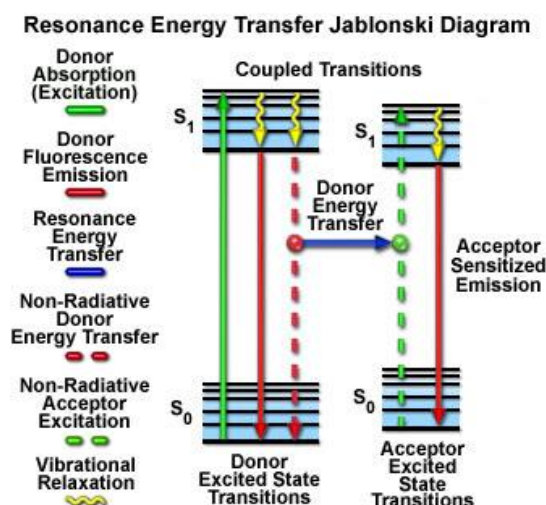 Resonance Energy Transfer Jablonski Diagram
Donor
Absorption
(Excitation)
Donor
Fluorescence
Emission
Resonance
Energy
Transfer
Non-Radiative
Donor
Energy Transfer
Non-Radiative
Acceptor
Excitation
Vibrational
Relaxation
Coupled Transitions
S1
S1
Donor
Energy
Transfer
Acceptor
Sensitized
Emission
S0
S0
Donor
Excited State
Transitions
Acceptor
Excited
State
Transitions